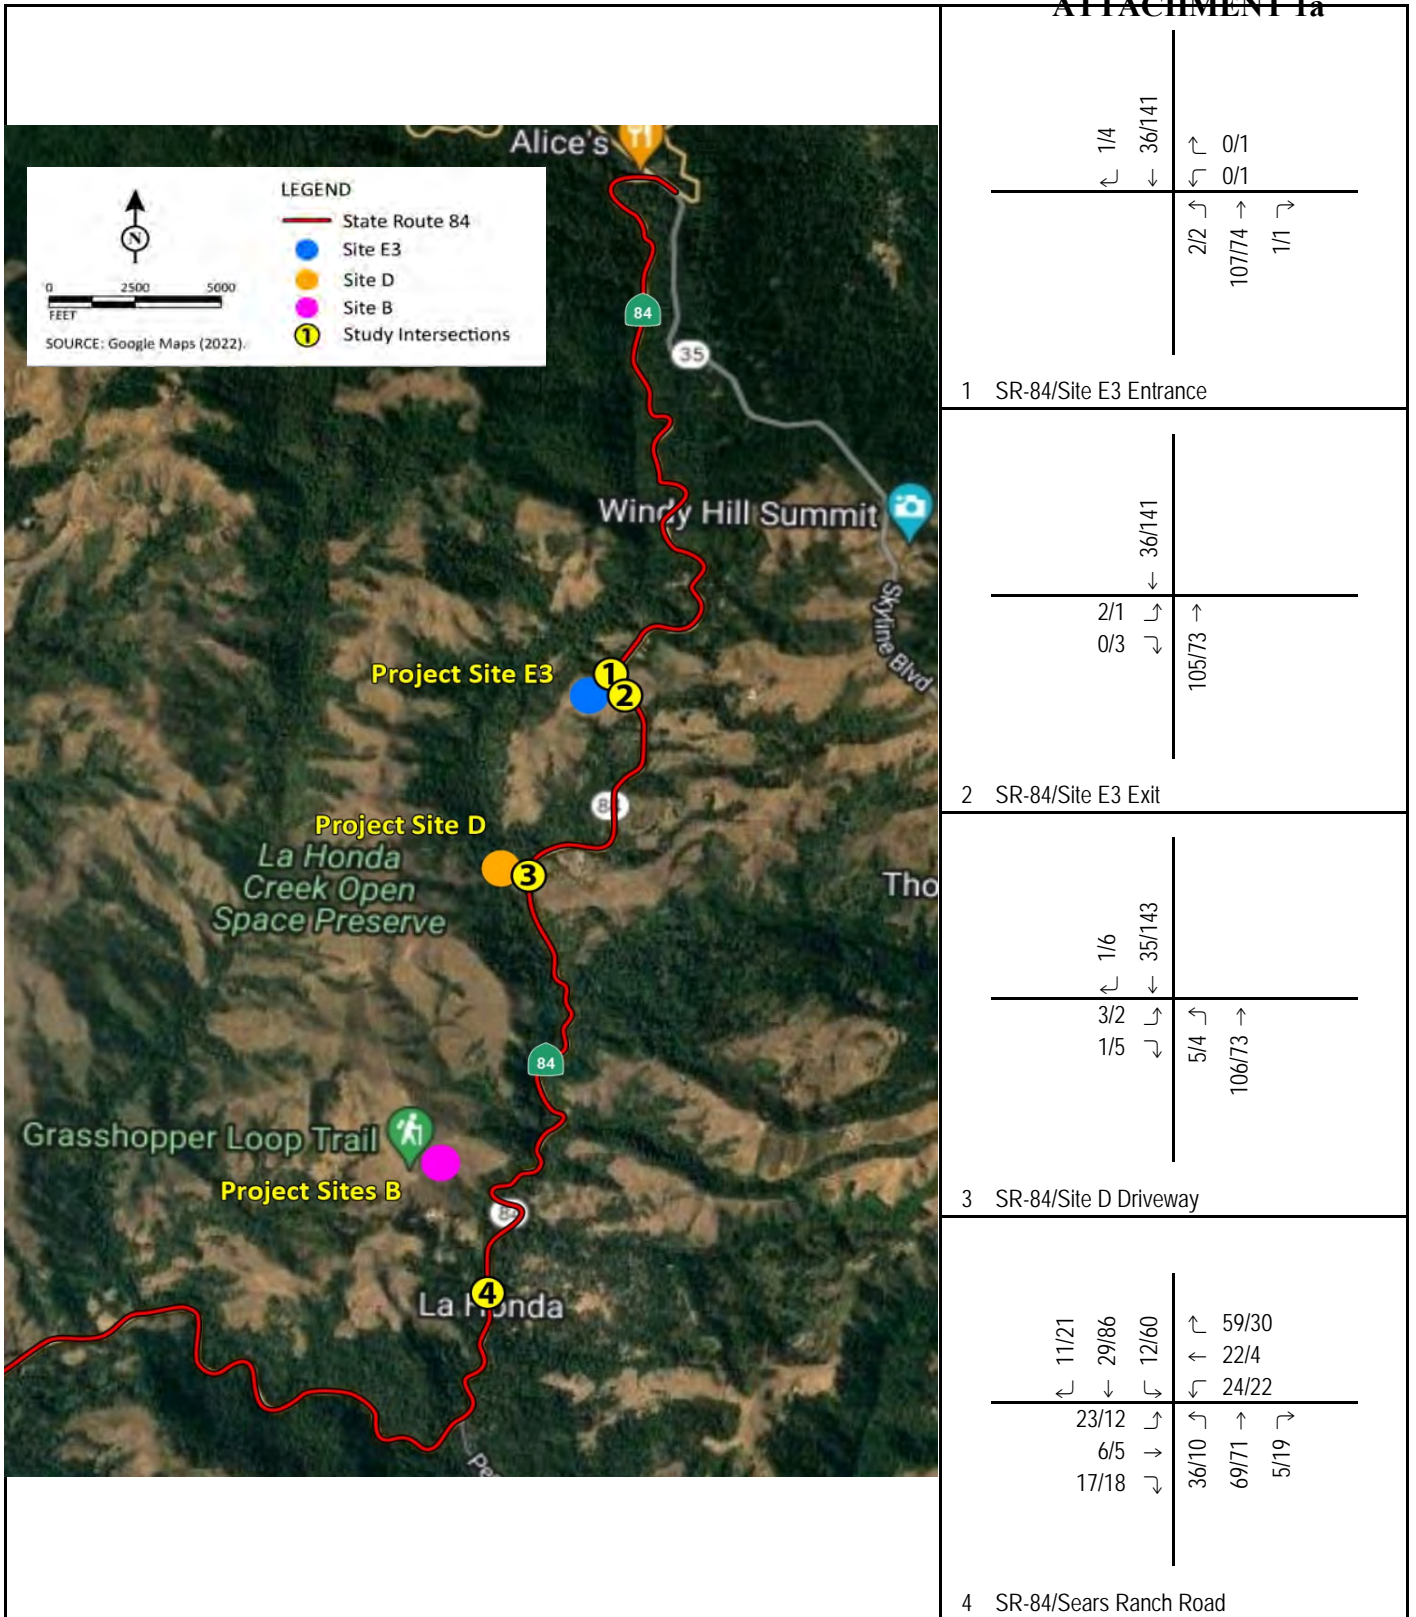 ATTACHMENT 1a
Alice's
LEGEND
State Route 84
Site E3
Site D
Site B
1 Study Intersections
N
0 2500 5000
FEET
SOURCE: Google Maps (2022).
84
35
Windy Hill Summit
Skyline Blvd
Project Site E3
1
2
84
Project Site D
3
La Honda
Creek Open
Space Preserve
Tho
84
Grasshopper Loop Trail
Project Sites B
84
4
La Honda
Pe
1/4
36/141
0/1
0/1
2/2
107/74
1/1
1 SR-84/Site E3 Entrance
36/141
2/1
0/3
105/73
2 SR-84/Site E3 Exit
1/6
35/143
3/2
1/5
5/4
106/73
3 SR-84/Site D Driveway
11/21
29/86
12/60
59/30
22/4
24/22
23/12
6/5
17/18
36/10
69/71
5/19
4 SR-84/Sears Ranch Road